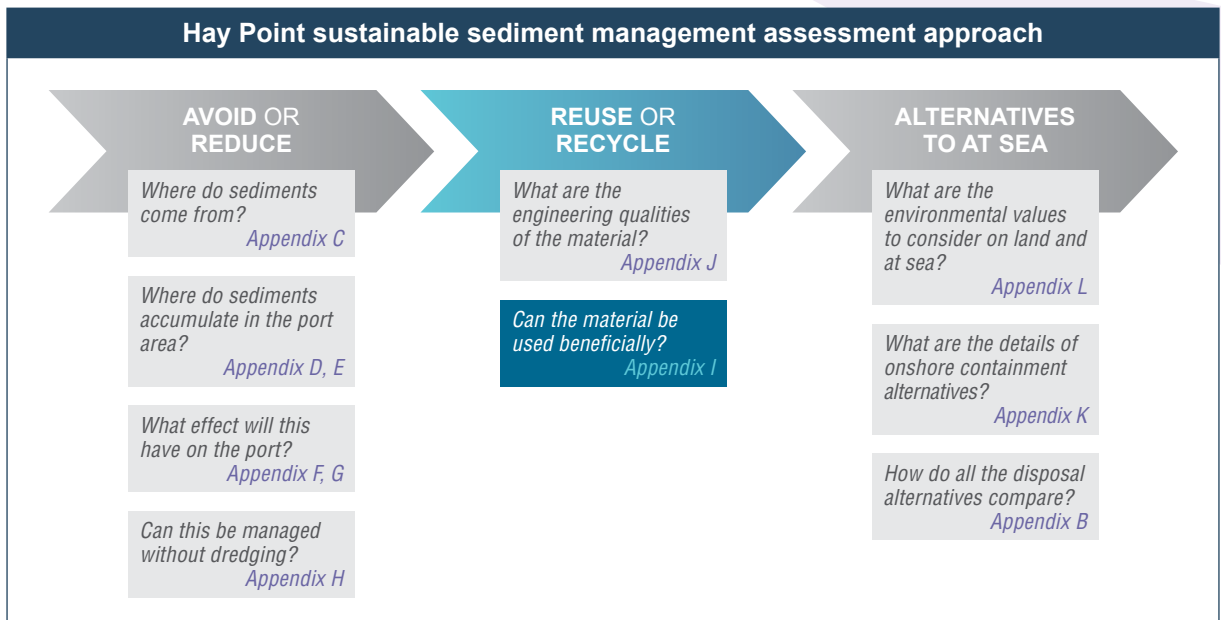 Hay Point sustainable sediment management assessment approach
AVOID OR
REDUCE
Where do sediments
come from?
Appendix C
Where do sediments
accumulate in the port
area?
Appendix D, E
What effect will this
have on the port?
Appendix F, G
Can this be managed
without dredging?
Appendix H
REUSE OR
RECYCLE
What are the
engineering qualities
of the material?
Appendix J
Can the material be
used beneficially?
Appendix I
ALTERNATIVES
TO AT SEA
What are the
environmental values
to consider on land and
at sea?
Appendix L
What are the details of
onshore containment
alternatives?
Appendix K
How do all the disposal
alternatives compare?
Appendix B